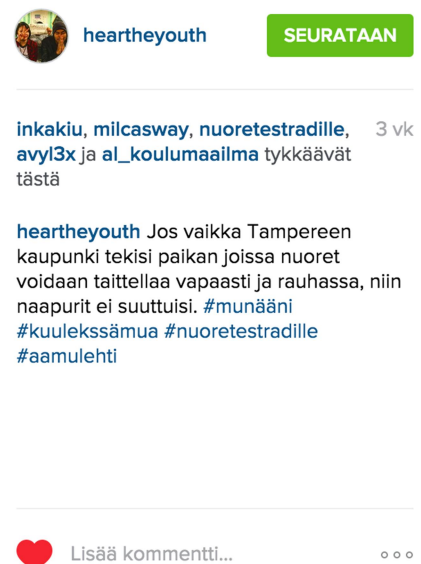 heartheyouth
SEURATAAN
inkakiu, milcasway, nuoretestradille,
3 vk
avyl3x ja al_koulumaailma tykkäävät
tästä
heartheyouth Jos vaikka Tampereen
kaupunki tekisi paikan joissa nuoret
voidaan taittellaa vapaasti ja rauhassa, niin
naapurit ei suuttuisi. #munääni
#kuulekssämua #nuoretestradille
#aamulehti
Lisää kommentti...